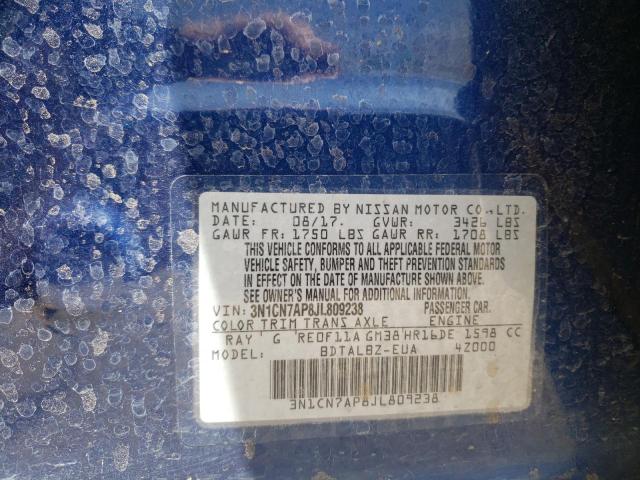 MANUFACTURED BY NISSAN MOTOR CO.,LTD.
DATE: 08/17. GVWR: 3426 LBS
GAWR FR: 1750 LBS GAWR RR: 1708 LBS
THIS VEHICLE CONFORMS TO ALL APPLICABLE FEDERAL MOTOR
VEHICLE SAFETY, BUMPER AND THEFT PREVENTION STANDARDS
IN EFFECT ON THE DATE OF MANUFACTURE SHOWN ABOVE.
SEE OWNER'S MANUAL FOR ADDITIONAL INFORMATION.
VIN: 3N1CN7AP8JL809238 PASSENGER CAR.
COLOR TRIM TRANS AXLE ENGINE
RAY G RE0F11A GM38 HR16DE 1598 CC
MODEL: BDTALBZ-EUA 4Z000
3N1CN7AP8JL809238